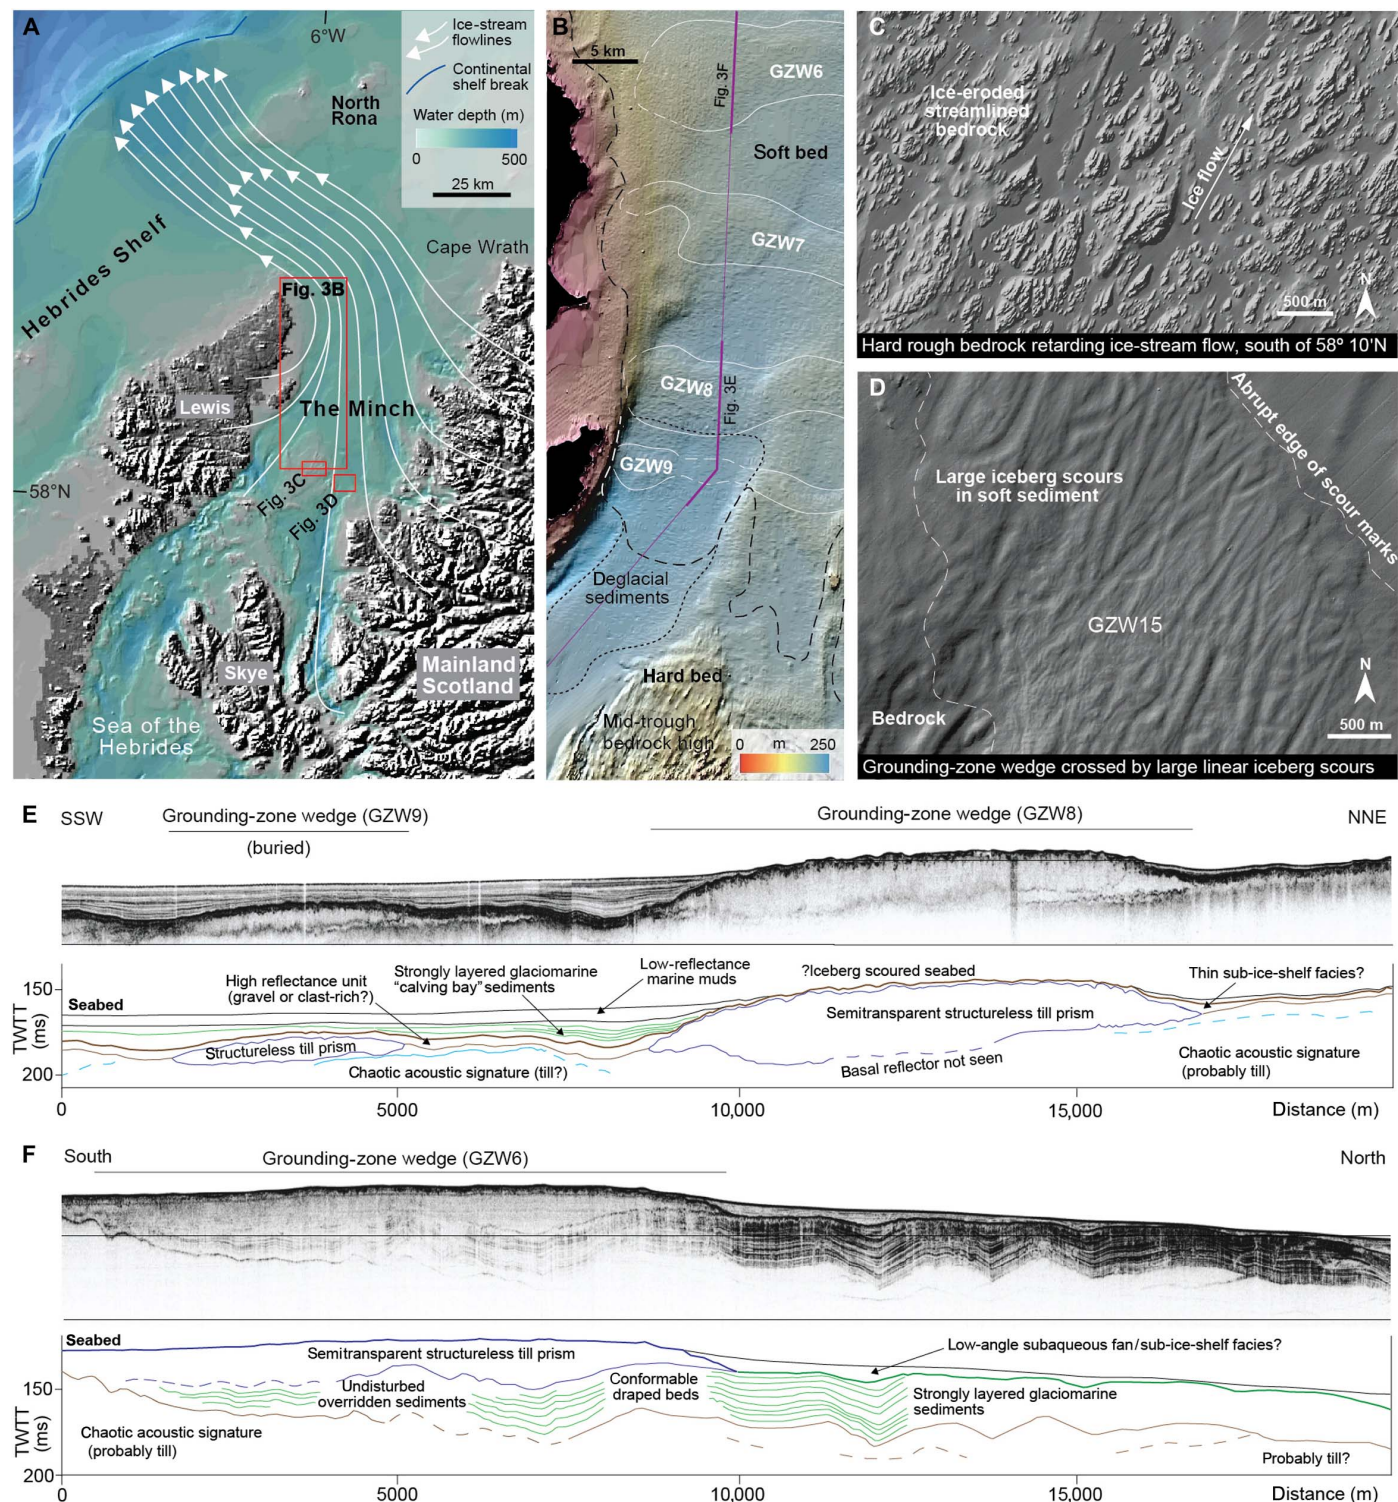 A
6°W
Ice-stream
flowlines
Continental
shelf break
Water depth (m)
0 500
25 km
North
Rona
Hebrides Shelf
Cape Wrath
Fig. 3B
Lewis
The Minch
58°N
Fig. 3C
Fig. 3D
Skye
Mainland
Scotland
Sea of the
Hebrides
B
5 km
Fig. 3F
GZW6
Soft bed
GZW7
GZW8
Fig. 3E
GZW9
Deglacial
sediments
Hard bed
Mid-trough
bedrock high
0 m 250
C
Ice-eroded
streamlined
bedrock
Ice flow
N
500 m
Hard rough bedrock retarding ice-stream flow, south of 58º 10'N
D
Abrupt edge of scour marks
Large iceberg scours
in soft sediment
GZW15
N
Bedrock
500 m
Grounding-zone wedge crossed by large linear iceberg scours
E
SSW
Grounding-zone wedge (GZW9)
(buried)
Grounding-zone wedge (GZW8)
NNE
TWTT
(ms)
150
200
Seabed
High reflectance unit
(gravel or clast-rich?)
Strongly layered glaciomarine
“calving bay” sediments
Low-reflectance
marine muds
?Iceberg scoured seabed
Thin sub-ice-shelf facies?
Semitransparent structureless till prism
Structureless till prism
Chaotic acoustic signature (till?)
Basal reflector not seen
Chaotic acoustic signature
(probably till)
0 5000 10,000 15,000 Distance (m)
F
South
Grounding-zone wedge (GZW6)
North
TWTT
(ms)
150
200
Seabed
Semitransparent structureless till prism
Low-angle subaqueous fan/sub-ice-shelf facies?
Undisturbed
overridden sediments
Conformable
draped beds
Strongly layered glaciomarine
sediments
Chaotic acoustic signature
(probably till)
Probably till?
0 5000 10,000 15,000 Distance (m)